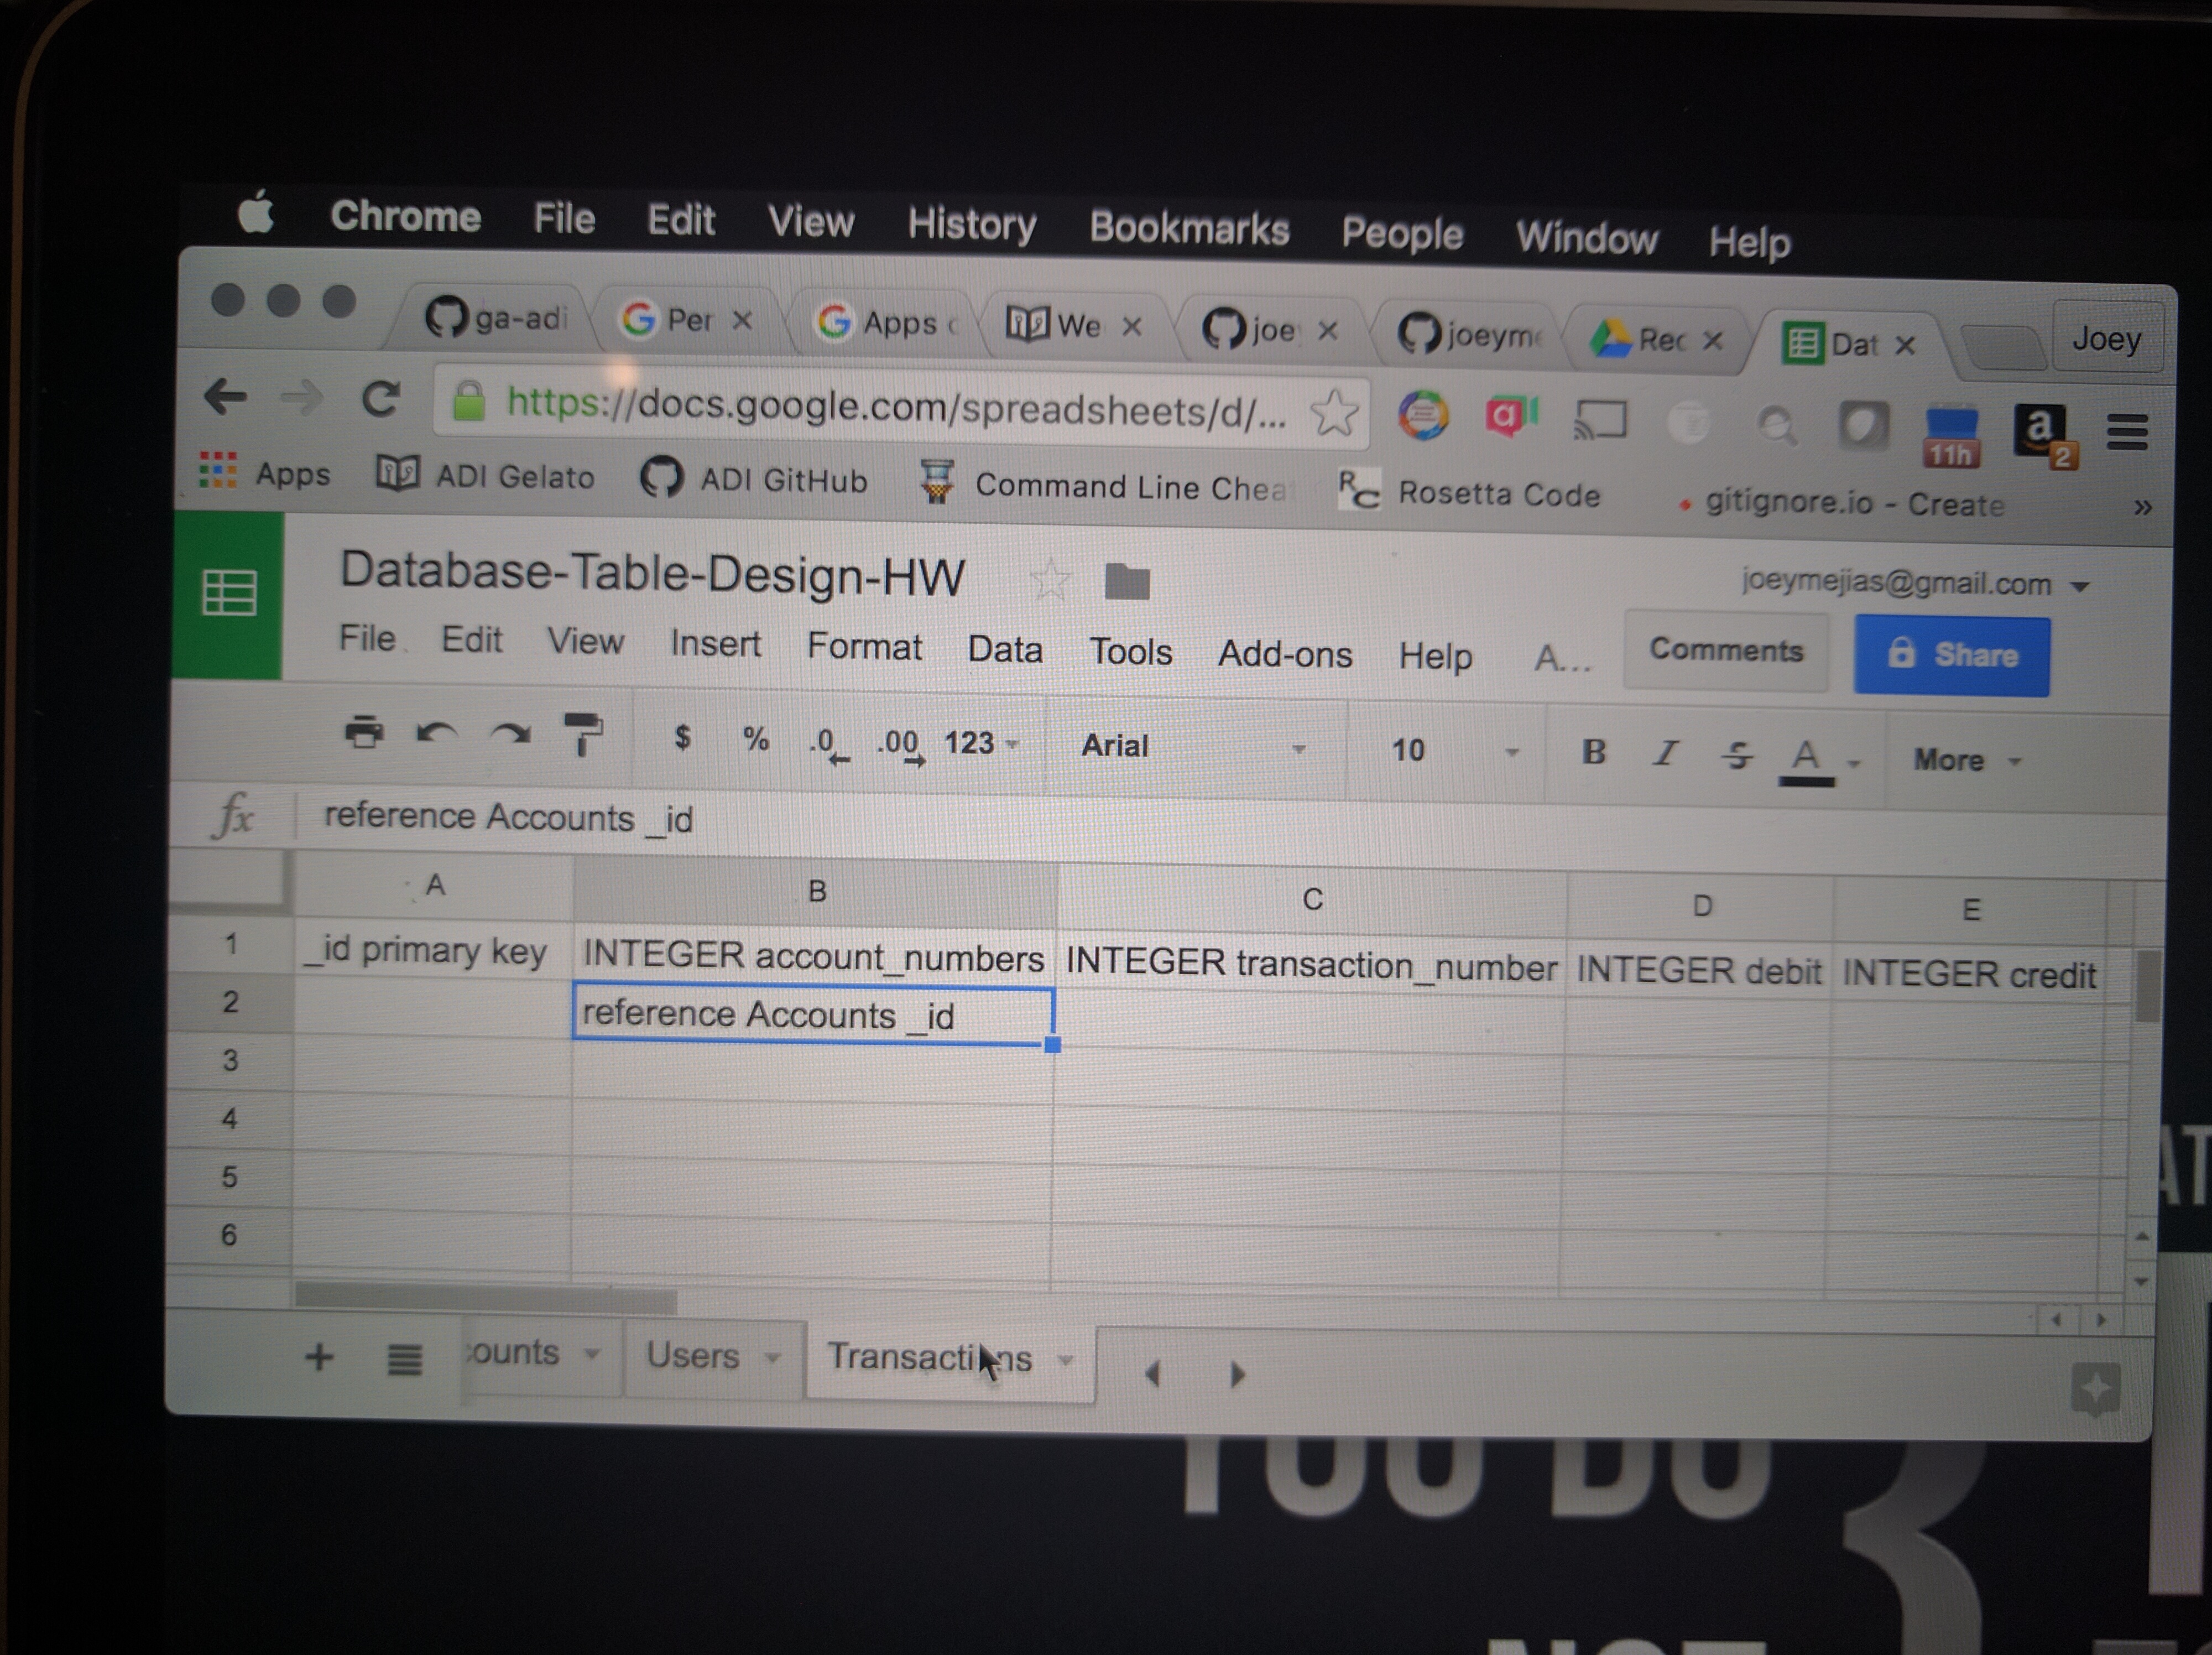 Chrome File Edit View History Bookmarks People Window Help
ga-adi Per Apps We joe joeyme Rec Dat Joey
https://docs.google.com/spreadsheets/d/...
11h a 2
Apps ADI Gelato ADI GitHub Command Line Chea RC Rosetta Code gitignore.io - Create »
Database-Table-Design-HW joeymejias@gmail.com
File Edit View Insert Format Data Tools Add-ons Help A... Comments Share
$ % .0 .00 123 Arial 10 B I S A More
fx reference Accounts _id
A B C D E
1 _id primary key INTEGER account_numbers INTEGER transaction_number INTEGER debit INTEGER credit
2 reference Accounts _id
3
4
5
6
+ counts Users Transactions
YOU DO